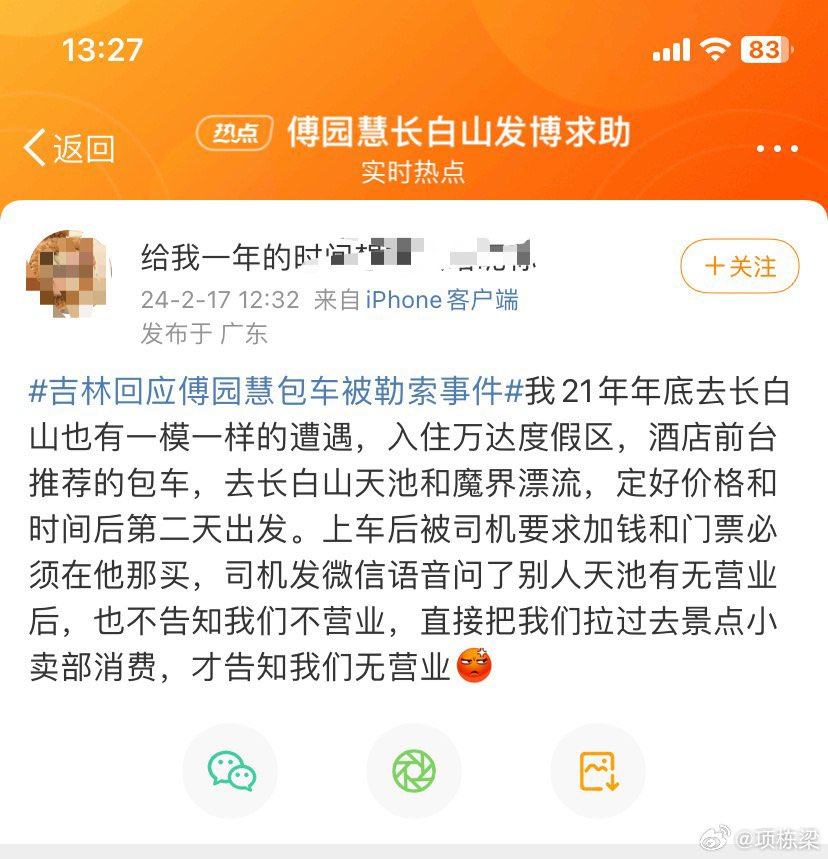 13:27
83
返回
热点 傅园慧长白山发博求助
实时热点
给我一年的时间
+关注
24-2-17 12:32 来自 iPhone客户端
发布于 广东
#吉林回应傅园慧包车被勒索事件#我21年年底去长白
山也有一模一样的遭遇，入住万达度假区，酒店前台
推荐的包车，去长白山天池和魔界漂流，定好价格和
时间后第二天出发。上车后被司机要求加钱和门票必
须在他那买，司机发微信语音问了别人天池有无营业
后，也不告知我们不营业，直接把我们拉过去景点小
卖部消费，才告知我们无营业
@项栋梁